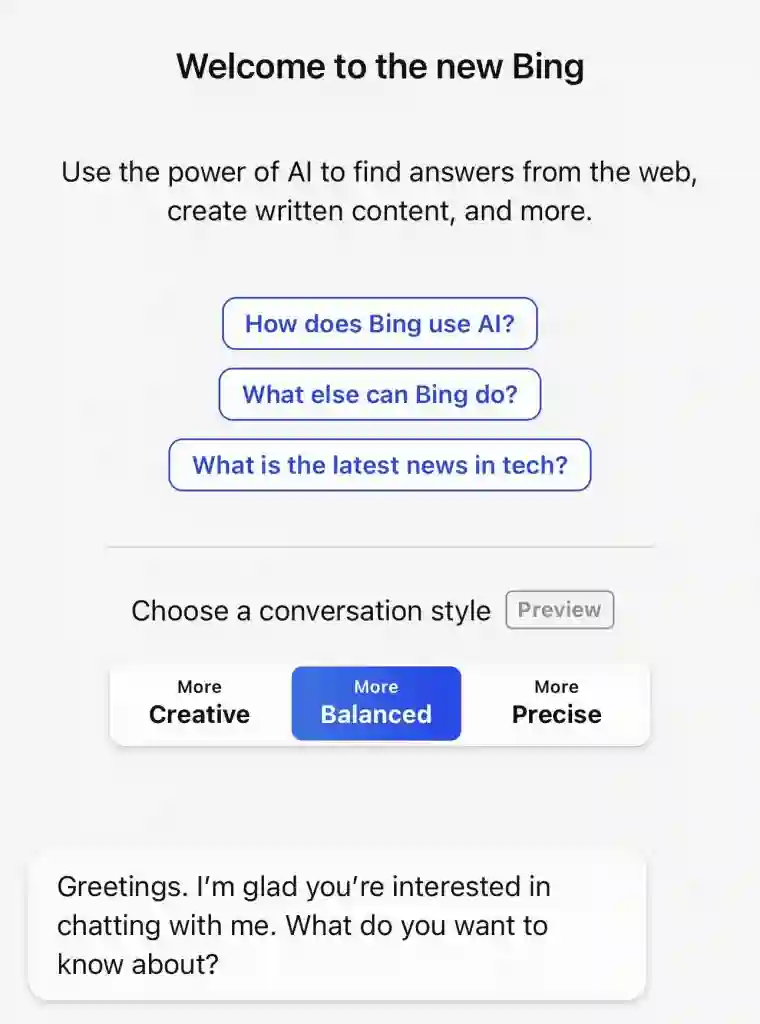 Welcome to the new Bing
Use the power of AI to find answers from the web,
create written content, and more.
How does Bing use AI?
What else can Bing do?
What is the latest news in tech?
Choose a conversation style Preview
More More More
Creative Balanced Precise
Greetings. I’m glad you’re interested in
chatting with me. What do you want to
know about?